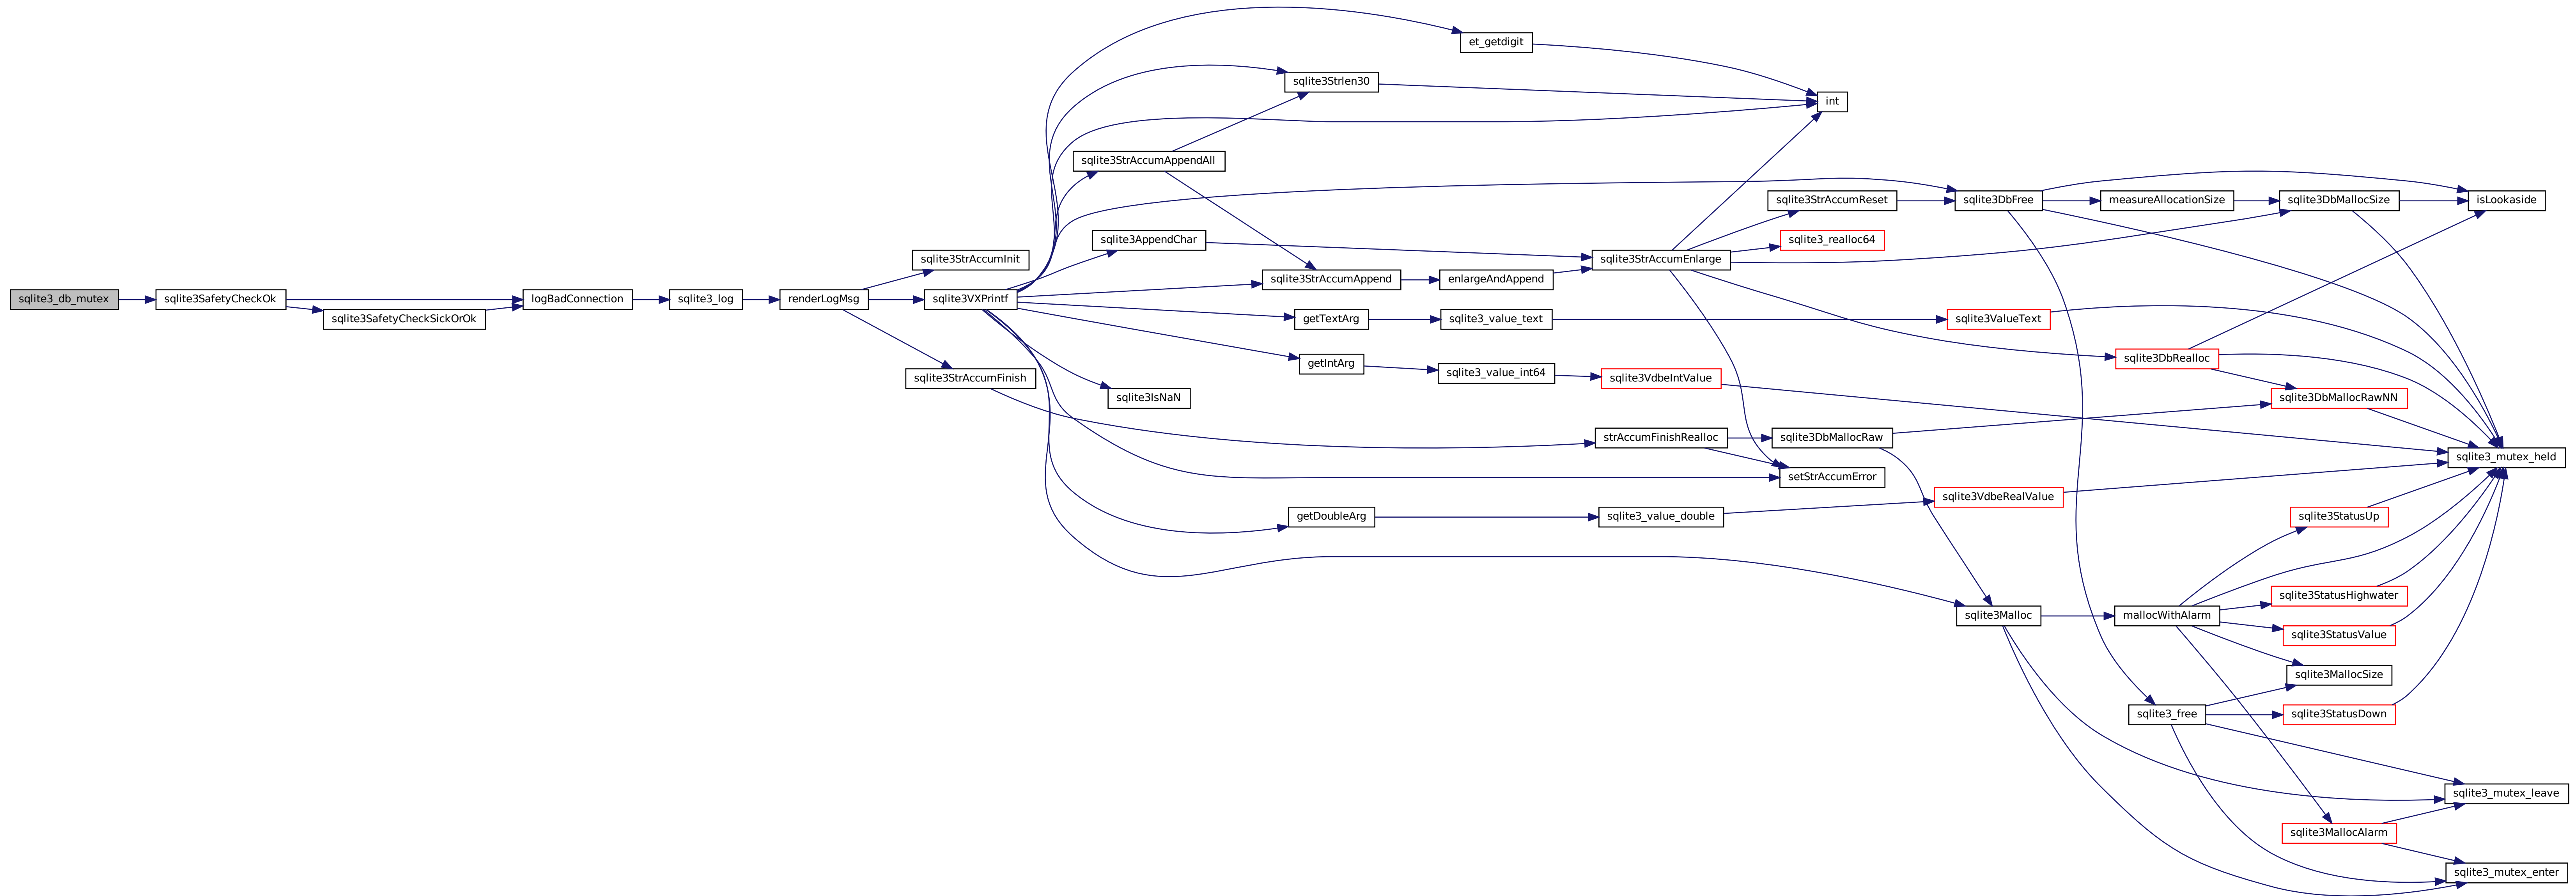 et_getdigit
sqlite3Strlen30
int
sqlite3StrAccumAppendAll
sqlite3StrAccumReset
sqlite3DbFree
measureAllocationSize
sqlite3DbMallocSize
isLookaside
sqlite3AppendChar
sqlite3_realloc64
sqlite3StrAccumInit
sqlite3StrAccumEnlarge
sqlite3StrAccumAppend
enlargeAndAppend
sqlite3_db_mutex
sqlite3SafetyCheckOk
logBadConnection
sqlite3_log
renderLogMsg
sqlite3VXPrintf
sqlite3SafetyCheckSickOrOk
getTextArg
sqlite3_value_text
sqlite3ValueText
sqlite3DbRealloc
getIntArg
sqlite3_value_int64
sqlite3VdbeIntValue
sqlite3StrAccumFinish
sqlite3IsNaN
sqlite3DbMallocRawNN
strAccumFinishRealloc
sqlite3DbMallocRaw
sqlite3_mutex_held
setStrAccumError
sqlite3VdbeRealValue
getDoubleArg
sqlite3_value_double
sqlite3StatusUp
sqlite3StatusHighwater
sqlite3Malloc
mallocWithAlarm
sqlite3StatusValue
sqlite3MallocSize
sqlite3_free
sqlite3StatusDown
sqlite3_mutex_leave
sqlite3MallocAlarm
sqlite3_mutex_enter